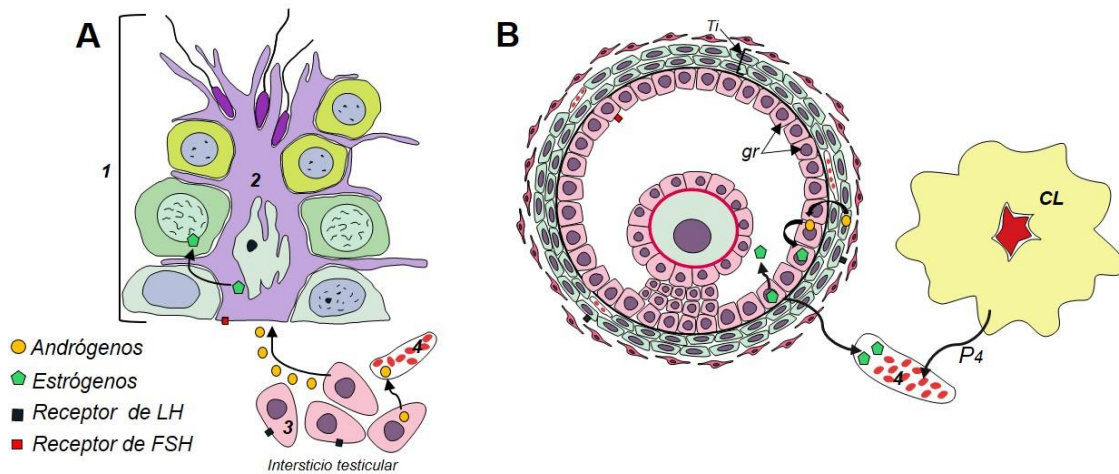 A
1
2
Andrógenos
Estrógenos
Receptor de LH
Receptor de FSH
3
4
Intersticio testicular
B
Ti
gr
CL
P4
4